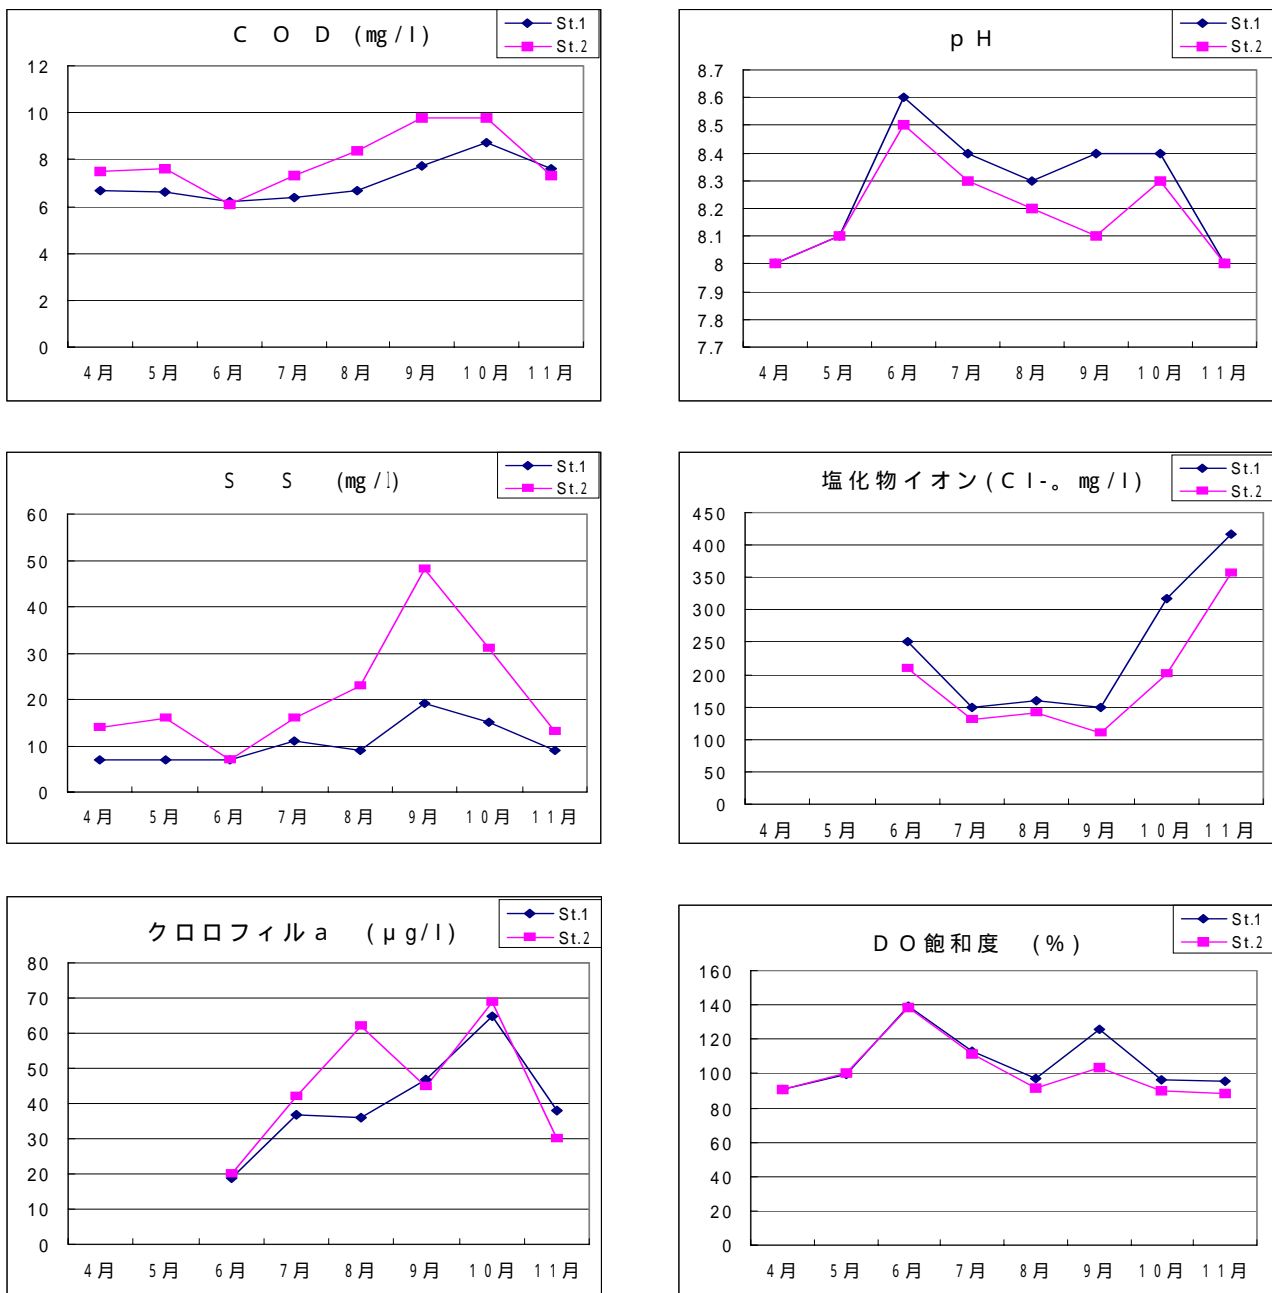 C O D (mg/l)
St.1
St.2
12
10
8
6
4
2
0
4月 5月 6月 7月 8月 9月 10月 11月
pH
St.1
St.2
8.7
8.6
8.5
8.4
8.3
8.2
8.1
8
7.9
7.8
7.7
4月 5月 6月 7月 8月 9月 10月 11月
S S (mg/l)
St.1
St.2
60
50
40
30
20
10
0
4月 5月 6月 7月 8月 9月 10月 11月
塩化物イオン(Cl-。mg/l)
St.1
St.2
450
400
350
300
250
200
150
100
50
0
4月 5月 6月 7月 8月 9月 10月 11月
クロロフィルa (μg/l)
St.1
St.2
80
70
60
50
40
30
20
10
0
4月 5月 6月 7月 8月 9月 10月 11月
DO飽和度 (%)
St.1
St.2
160
140
120
100
80
60
40
20
0
4月 5月 6月 7月 8月 9月 10月 11月